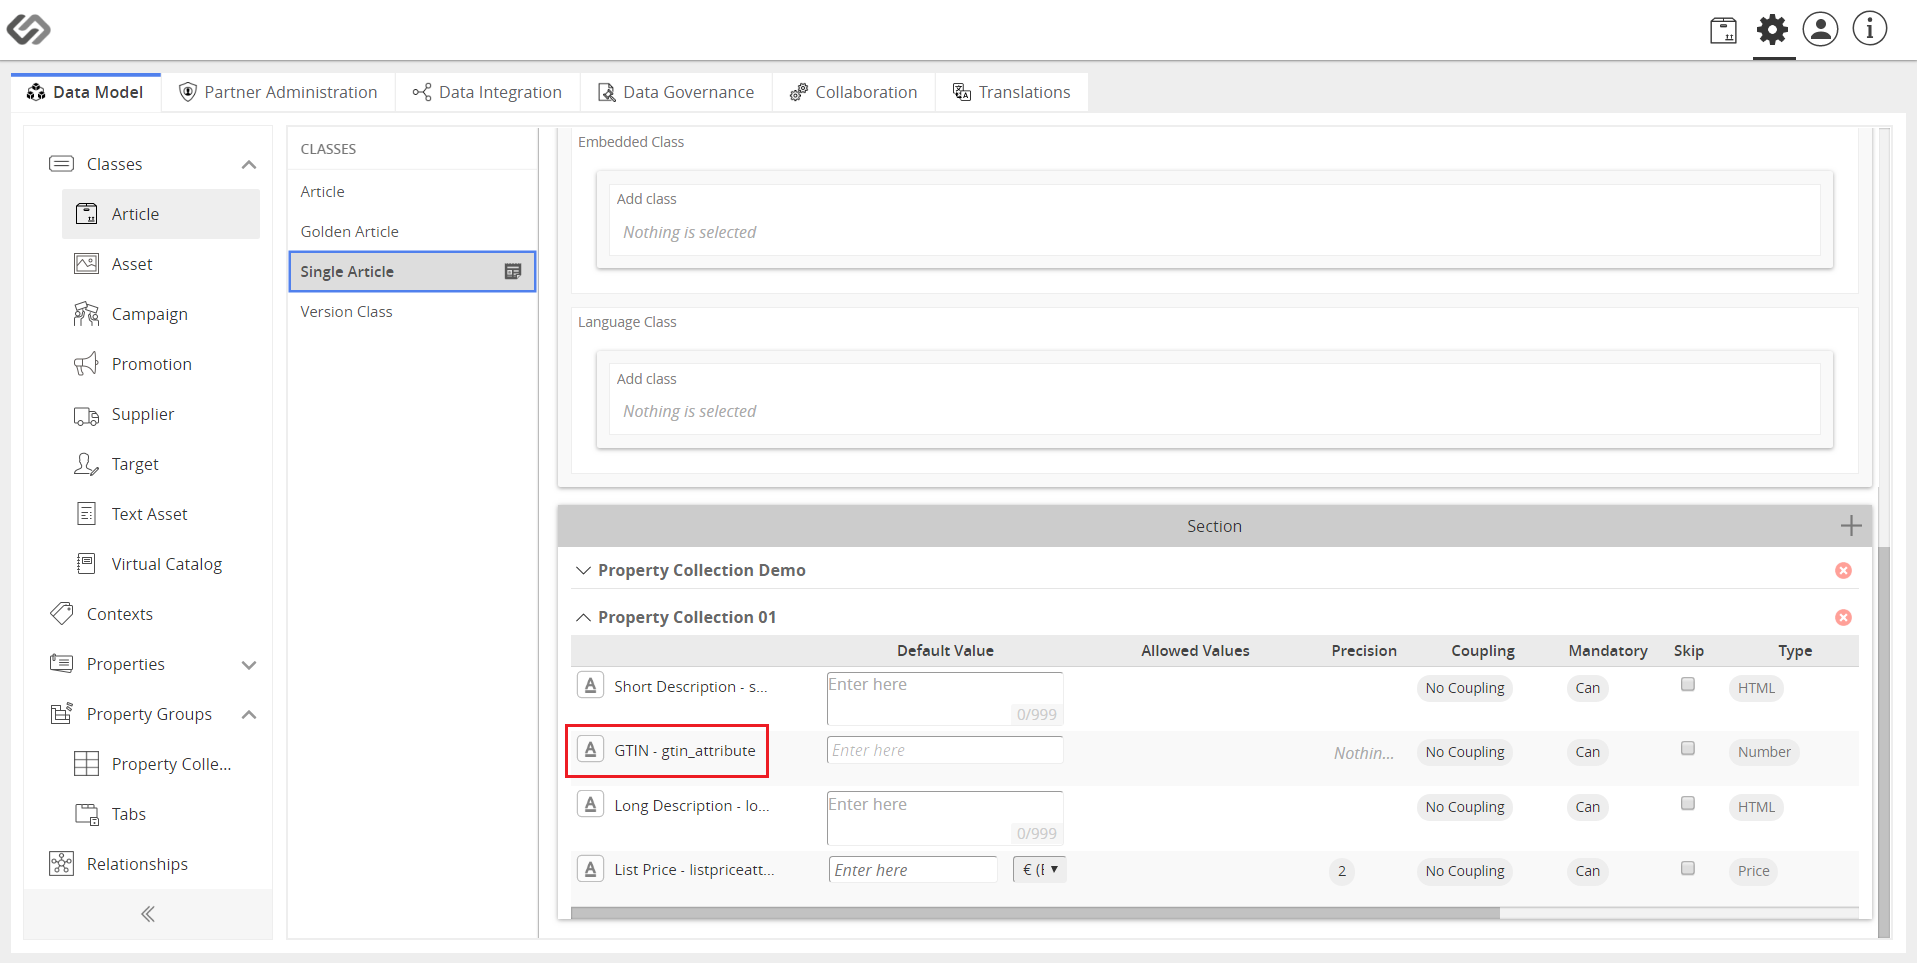 Data Model
Partner Administration
Data Integration
Data Governance
Collaboration
Translations
Classes
Article
Asset
Campaign
Promotion
Supplier
Target
Text Asset
Virtual Catalog
Contexts
Properties
Property Groups
Property Colle...
Tabs
Relationships
CLASSES
Article
Golden Article
Single Article
Version Class
Embedded Class
Add class
Nothing is selected
Language Class
Add class
Nothing is selected
Section
Property Collection Demo
Property Collection 01
Default Value Allowed Values Precision Coupling Mandatory Skip Type
A Short Description - s... Enter here 0/999 No Coupling Can HTML
A GTIN - gtin_attribute Enter here Nothin... No Coupling Can Number
A Long Description - lo... Enter here 0/999 No Coupling Can HTML
A List Price - listpriceatt... Enter here € (E 2 No Coupling Can Price